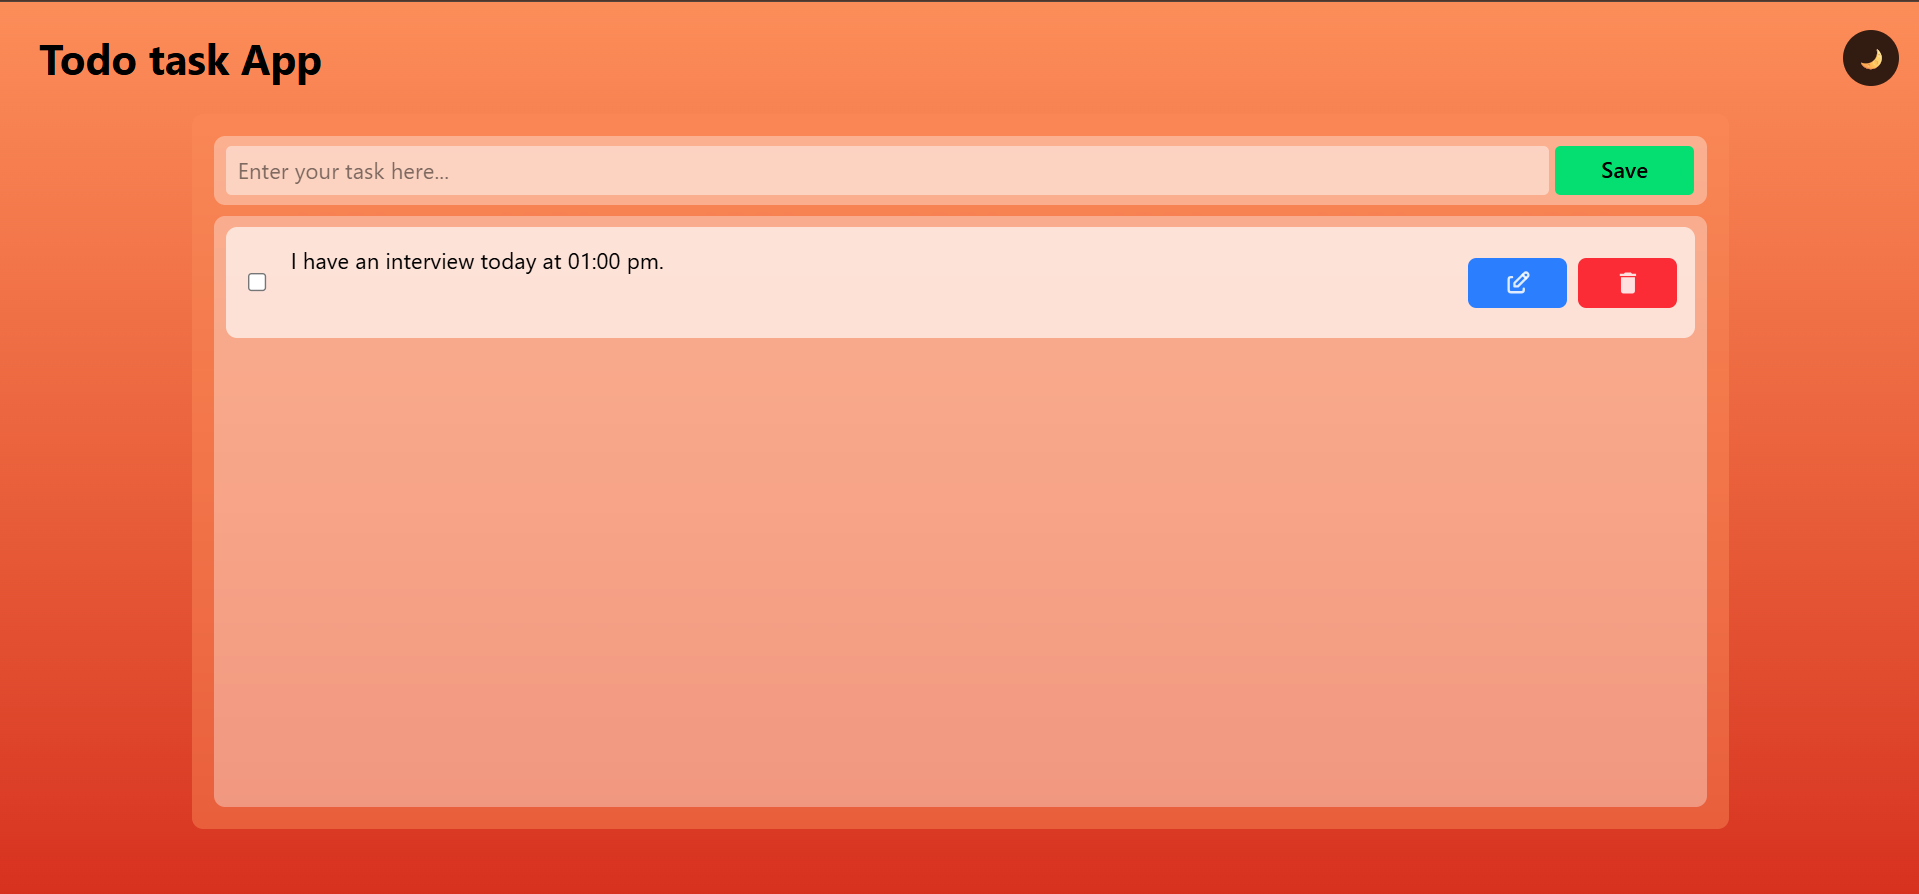 Todo task App
Enter your task here...
Save
I have an interview today at 01:00 pm.